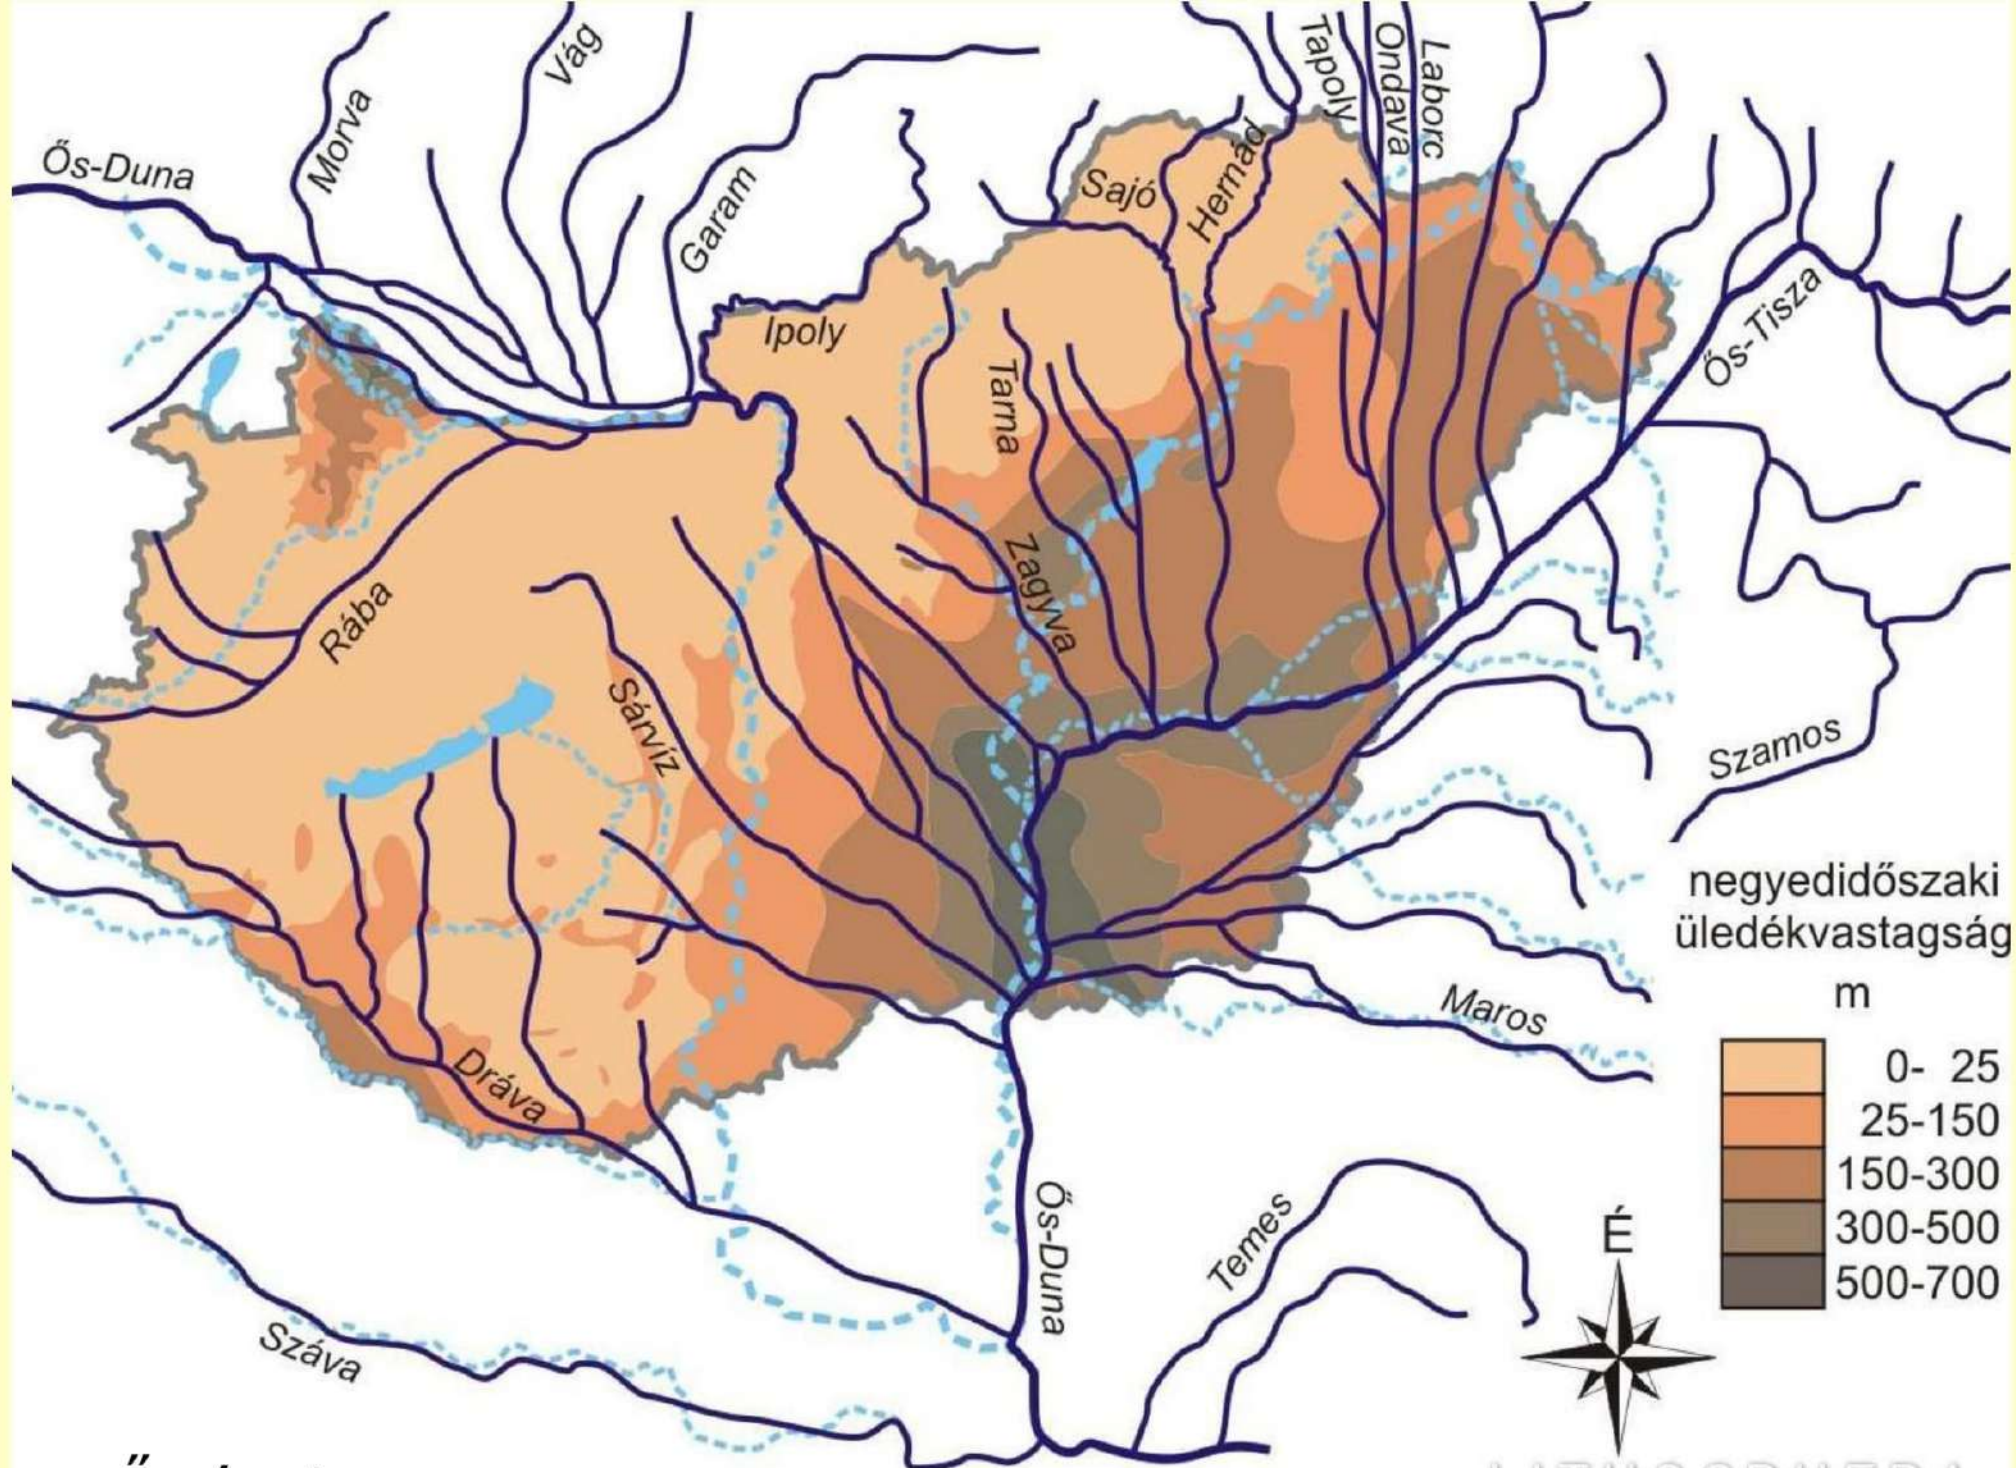 Ős-Duna
Morva
Vág
Garam
Ipoly
Sajó
Hernád
Tapoly
Ondava
Laborc
Tarna
Zagyva
Ős-Tisza
Rába
Sárvíz
Szamos
Maros
Dráva
Száva
Ős-Duna
Temes
negyedidőszaki
üledékvastagság
m
0- 25
25-150
150-300
300-500
500-700
É